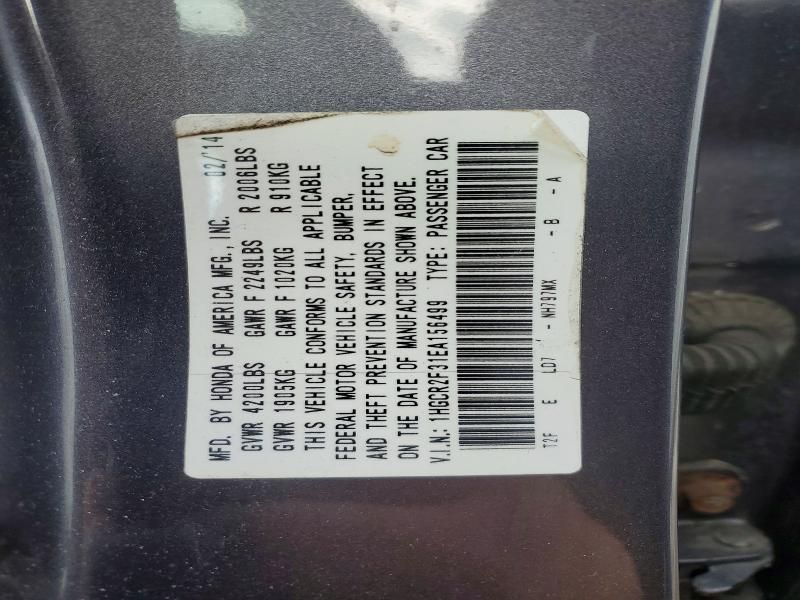 MFD. BY HONDA OF AMERICA MFG., INC. 02/14
GVWR 4200LBS GAWR F 2249LBS R 2006LBS
GVWR 1905KG GAWR F 1020KG R 910KG
THIS VEHICLE CONFORMS TO ALL APPLICABLE
FEDERAL MOTOR VEHICLE SAFETY, BUMPER,
AND THEFT PREVENTION STANDARDS IN EFFECT
ON THE DATE OF MANUFACTURE SHOWN ABOVE.
V.I.N.: 1HGCR2F31EA156499 TYPE: PASSENGER CAR
T2F E LD7 - NH797MX - B - A